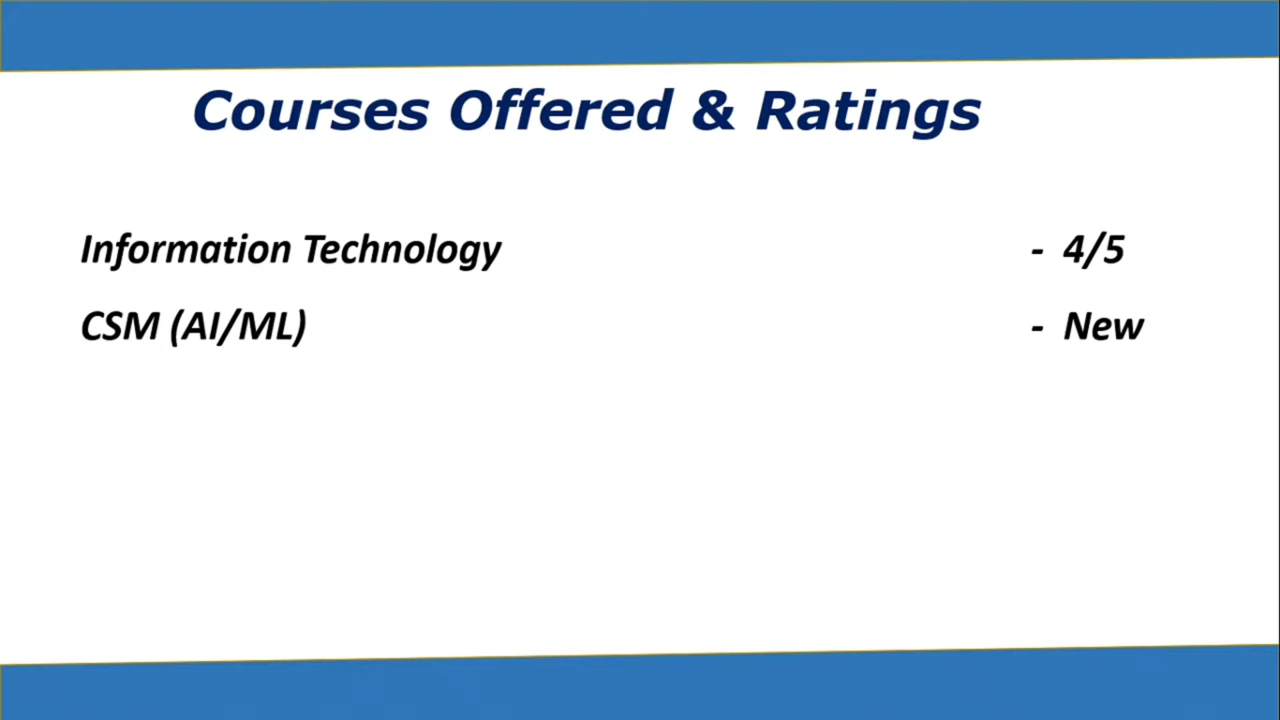 Courses Offered & Ratings
Information Technology - 4/5
CSM (AI/ML) - New